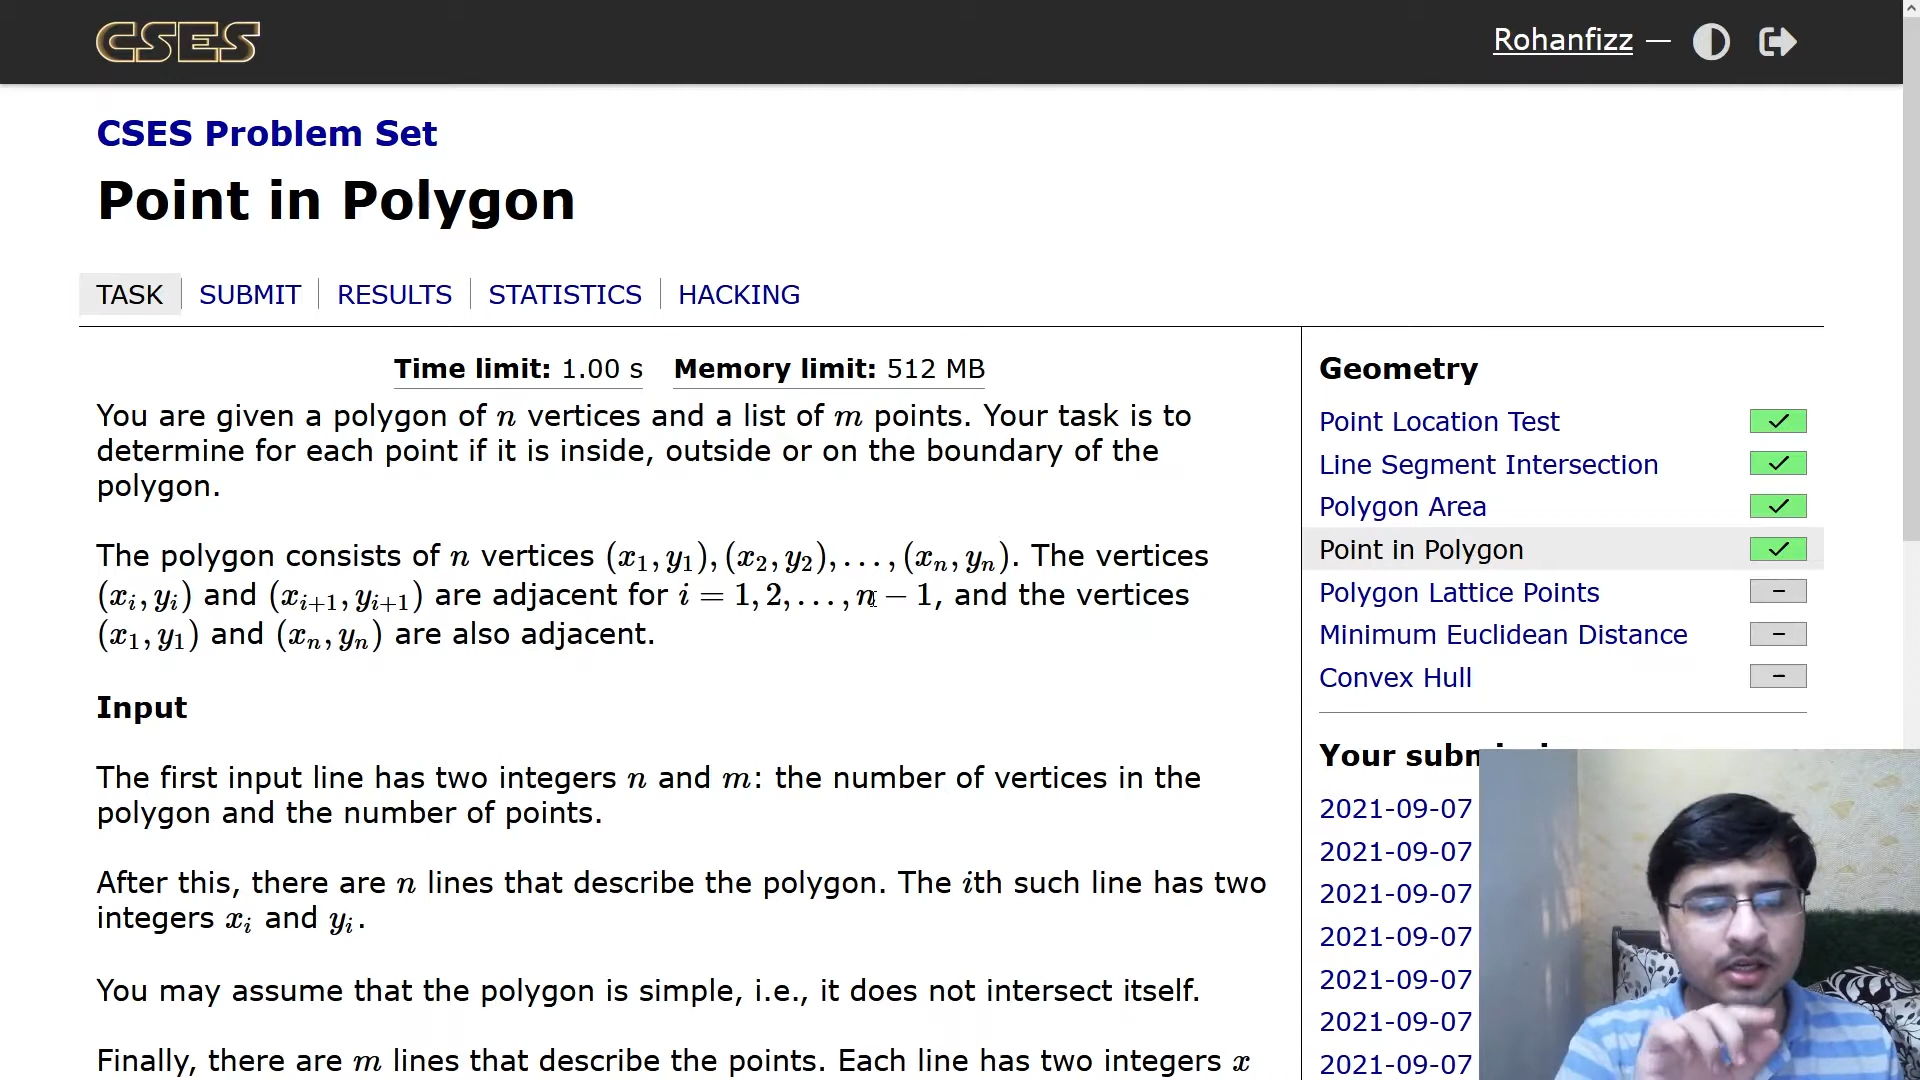 CSES
Rohanfizz —
CSES Problem Set
Point in Polygon
TASK | SUBMIT | RESULTS | STATISTICS | HACKING
Time limit: 1.00 s Memory limit: 512 MB
You are given a polygon of n vertices and a list of m points. Your task is to
determine for each point if it is inside, outside or on the boundary of the
polygon.
The polygon consists of n vertices (x₁, y₁), (x₂, y₂), …, (xₙ, yₙ). The vertices
(xᵢ, yᵢ) and (xᵢ₊₁, yᵢ₊₁) are adjacent for i = 1, 2, …, n − 1, and the vertices
(x₁, y₁) and (xₙ, yₙ) are also adjacent.
Input
The first input line has two integers n and m: the number of vertices in the
polygon and the number of points.
After this, there are n lines that describe the polygon. The ith such line has two
integers xᵢ and yᵢ.
You may assume that the polygon is simple, i.e., it does not intersect itself.
Finally, there are m lines that describe the points. Each line has two integers x
Geometry
Point Location Test
Line Segment Intersection
Polygon Area
Point in Polygon
Polygon Lattice Points –
Minimum Euclidean Distance –
Convex Hull –
Your
2021-09-07
2021-09-07
2021-09-07
2021-09-07
2021-09-07
2021-09-07
2021-09-07